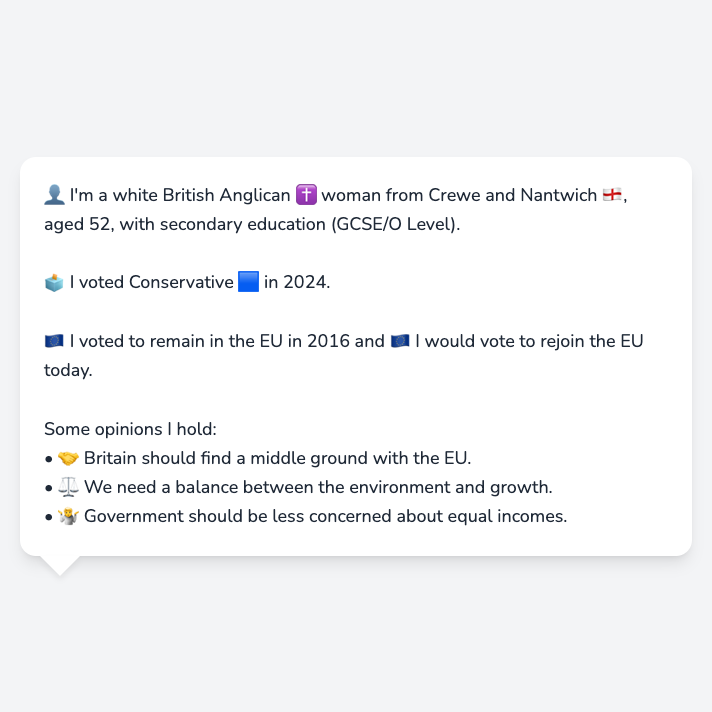 👤 I'm a white British Anglican ✝️ woman from Crewe and Nantwich 🏴󠁧󠁢󠁥󠁮󠁧󠁿,
aged 52, with secondary education (GCSE/O Level).
🗳️ I voted Conservative 🟦 in 2024.
🇪🇺 I voted to remain in the EU in 2016 and 🇪🇺 I would vote to rejoin the EU
today.
Some opinions I hold:
• 🤝 Britain should find a middle ground with the EU.
• ⚖️ We need a balance between the environment and growth.
• 🤷 Government should be less concerned about equal incomes.